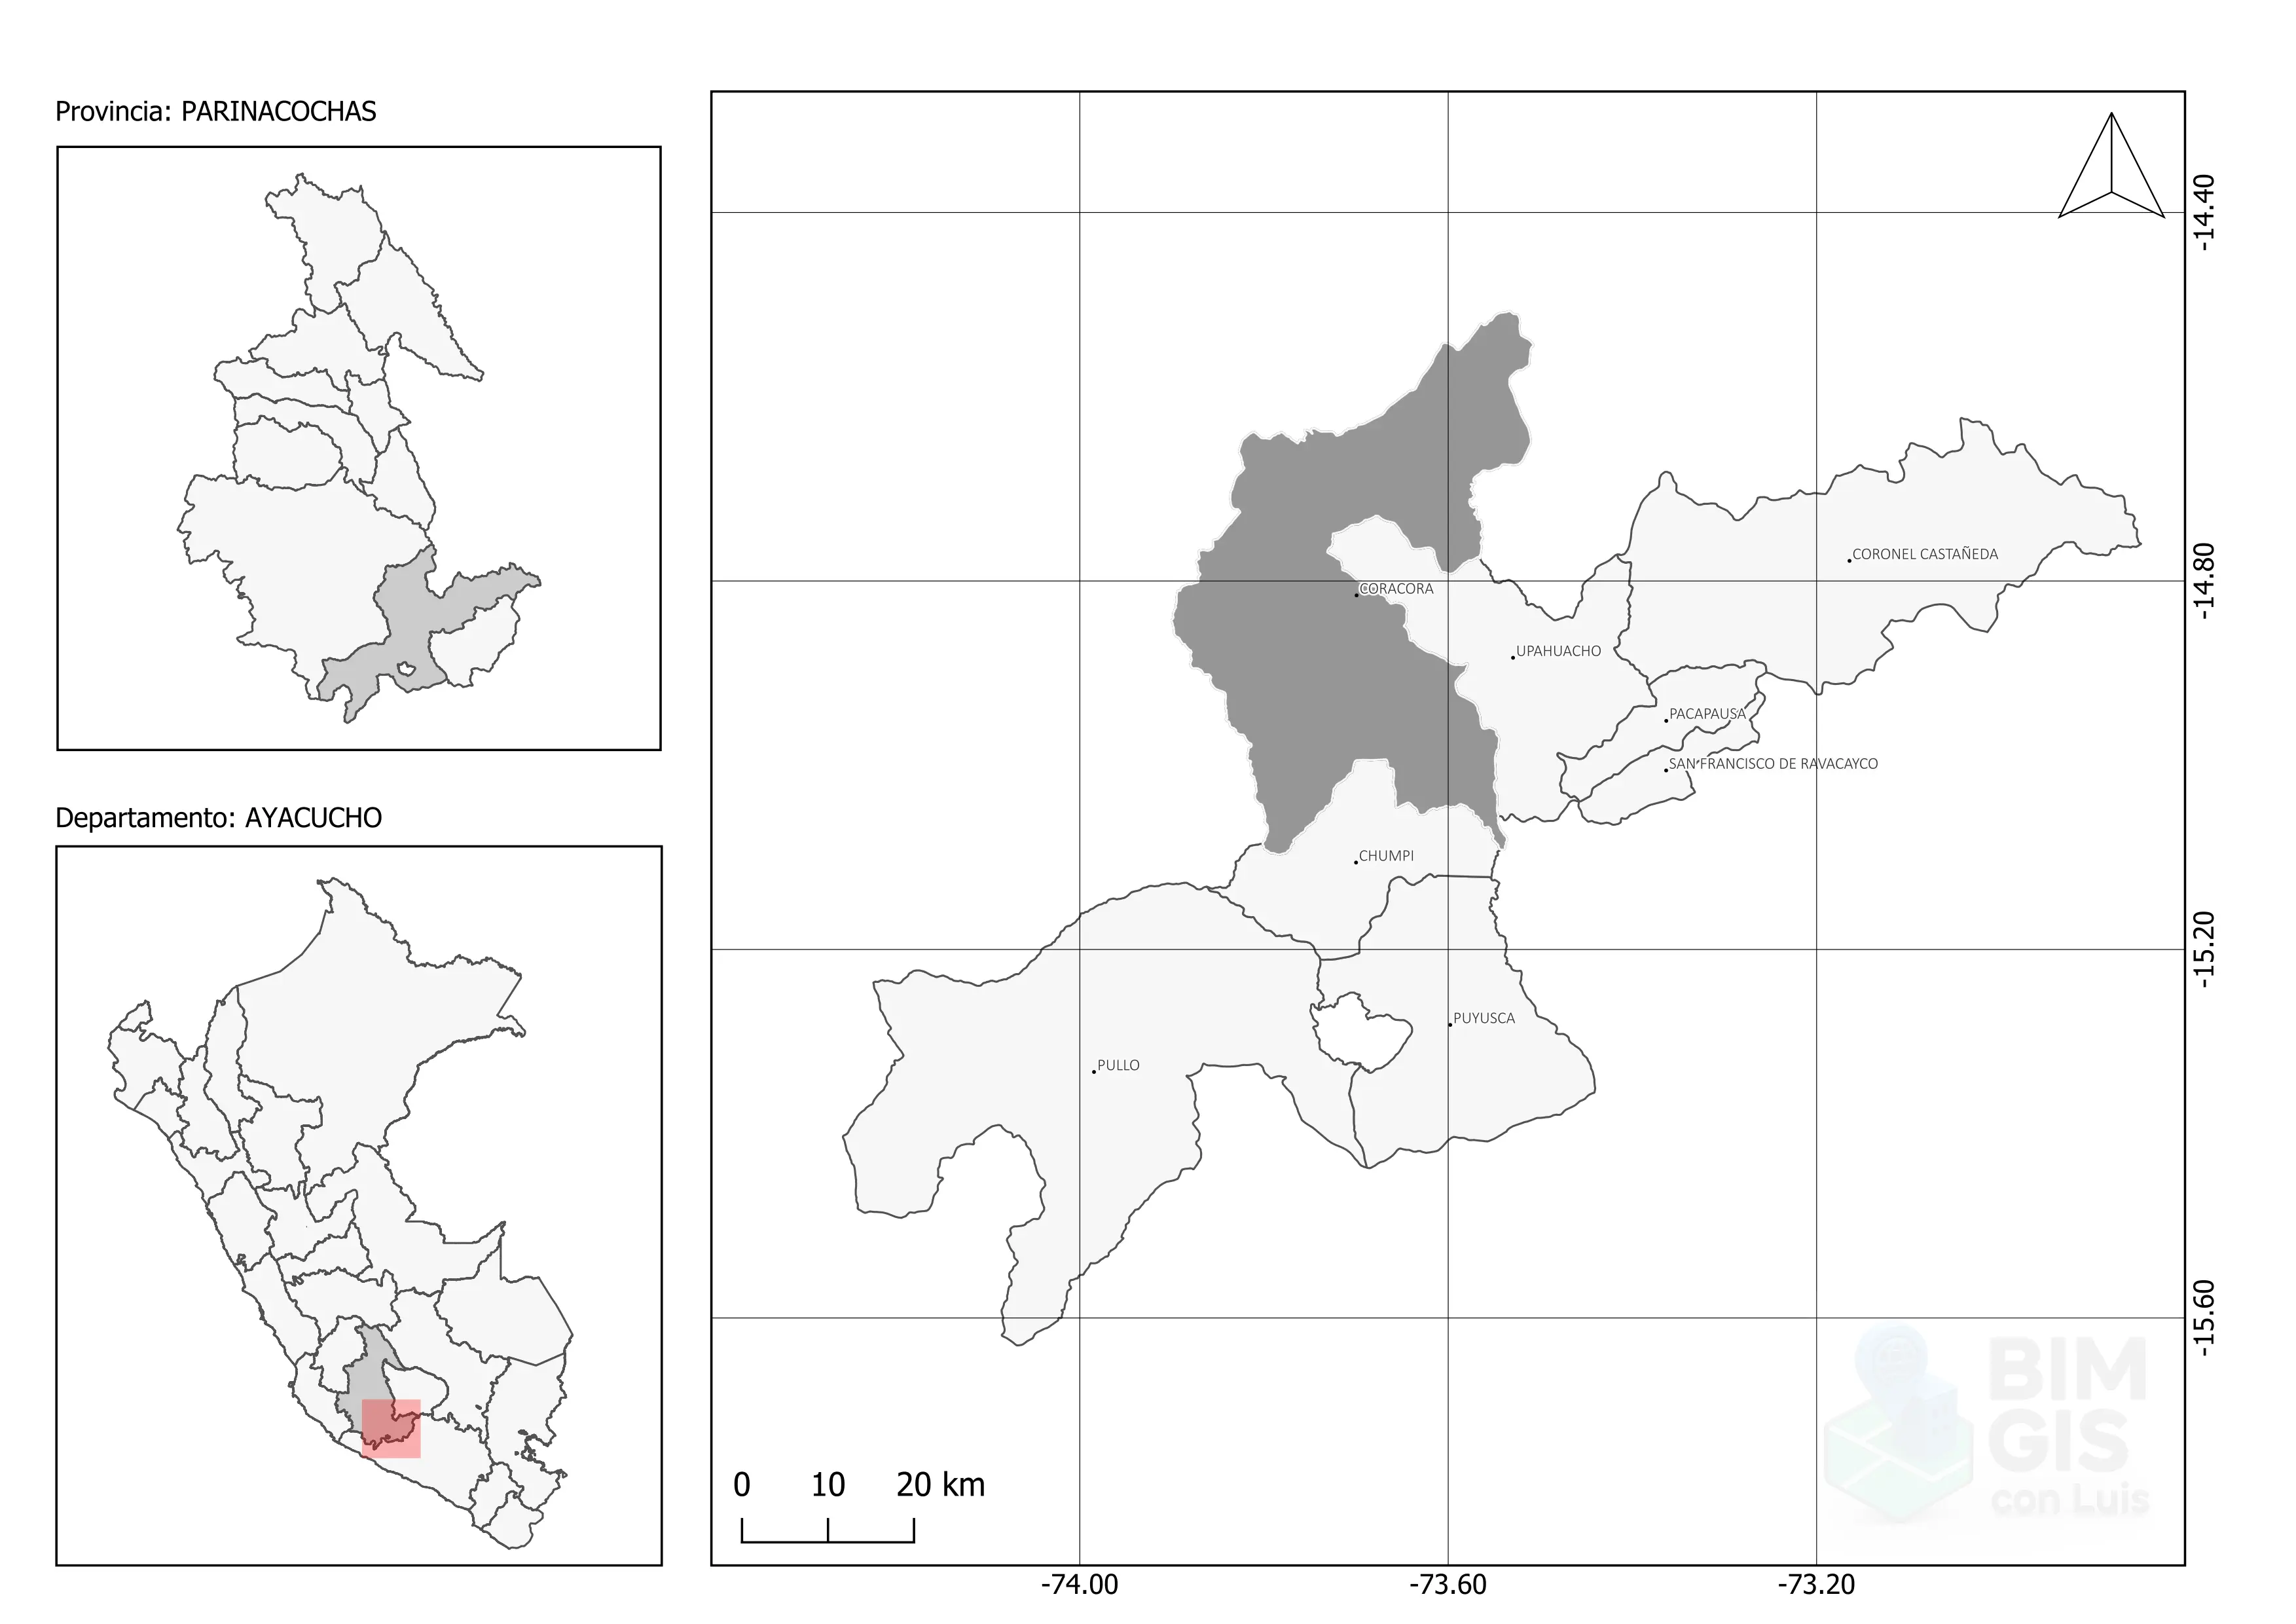 Provincia: PARINACOCHAS
Departamento: AYACUCHO
-14.40
-14.80
-15.20
-15.60
CORONEL CASTAÑEDA
CORACORA
UPAHUACHO
PACAPAUSA
SAN FRANCISCO DE RAVACAYCO
CHUMPI
PUYUSCA
PULLO
BIM
GIS
con Luis
0 10 20 km
-74.00 -73.60 -73.20